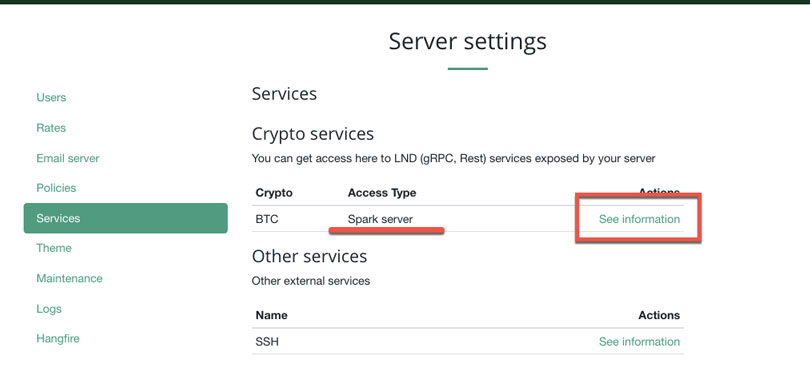 Server settings
Users
Rates
Email server
Policies
Services
Theme
Maintenance
Logs
Hangfire
Services
Crypto services
You can get access here to LND (gRPC, Rest) services exposed by your server
Crypto Access Type Actions
BTC Spark server See information
Other services
Other external services
Name Actions
SSH See information